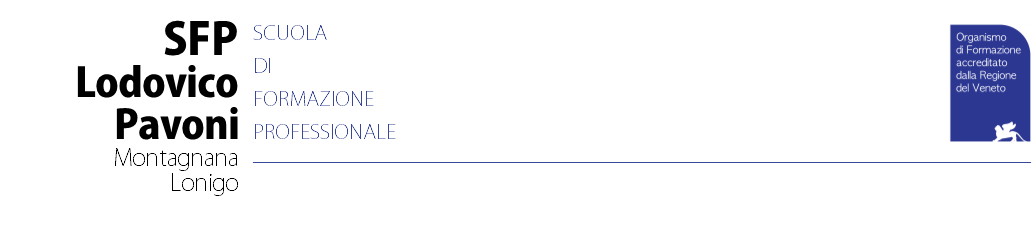 SFP
Lodovico
Pavoni
Montagnana
Lonigo
SCUOLA
DI
FORMAZIONE
PROFESSIONALE
Organismo
di Formazione
accreditato
dalla Regione
del Veneto